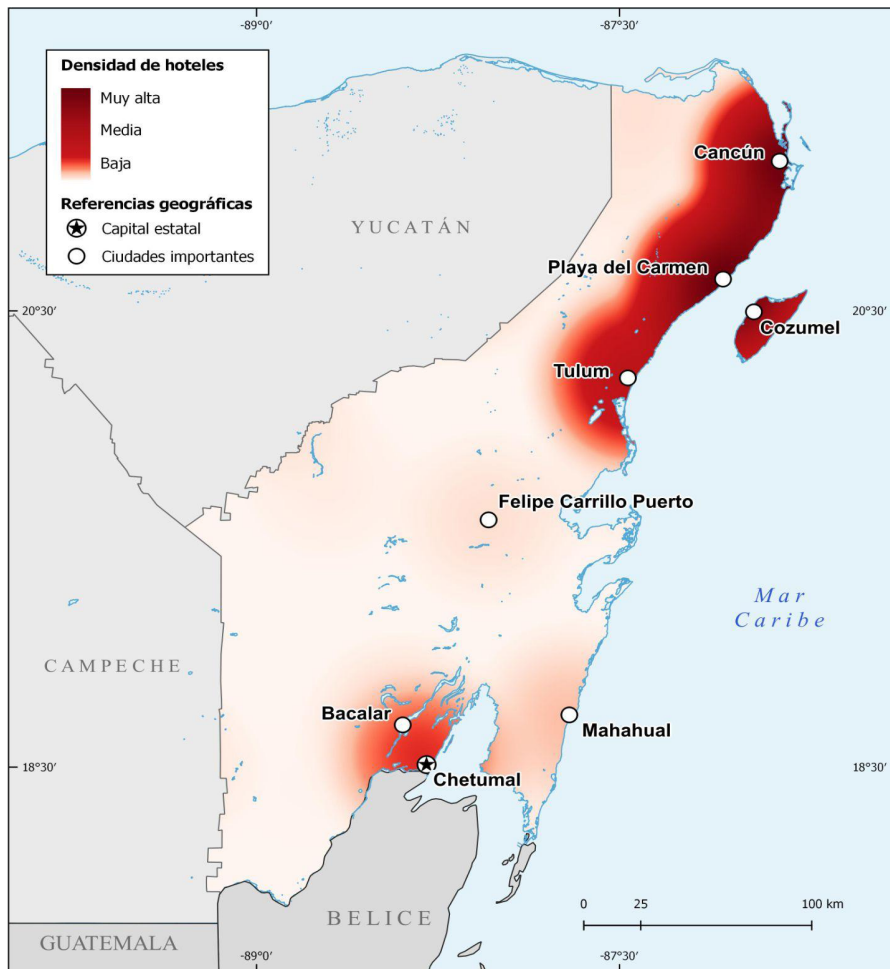 -89°0'
-87°30'
Densidad de hoteles
Muy alta
Media
Baja
Referencias geográficas
Capital estatal
Ciudades importantes
Cancún
YUCATÁN
Playa del Carmen
20°30'
20°30'
Cozumel
Tulum
Felipe Carrillo Puerto
Mar
Caribe
CAMPECHE
Bacalar
Mahahual
18°30'
18°30'
Chetumal
0
25
100 km
BELICE
GUATEMALA
-89°0'
-87°30'